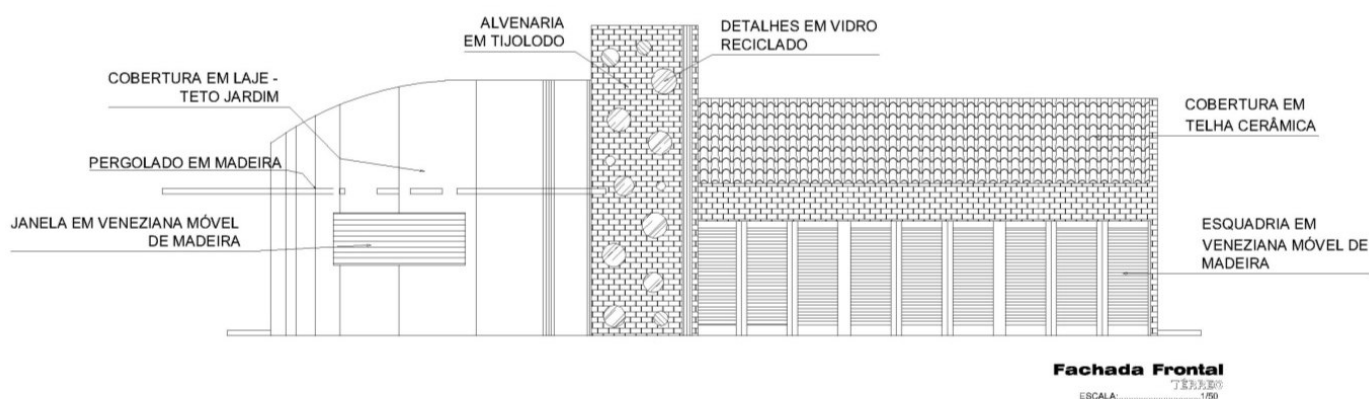 ALVENARIA
EM TIJOLODO
DETALHES EM VIDRO
RECICLADO
COBERTURA EM LAJE -
TETO JARDIM
COBERTURA EM
TELHA CERÂMICA
PERGOLADO EM MADEIRA
JANELA EM VENEZIANA MÓVEL
DE MADEIRA
ESQUADRIA EM
VENEZIANA MÓVEL DE
MADEIRA
Fachada Frontal
TÉRREO
ESCALA:..........................1/50